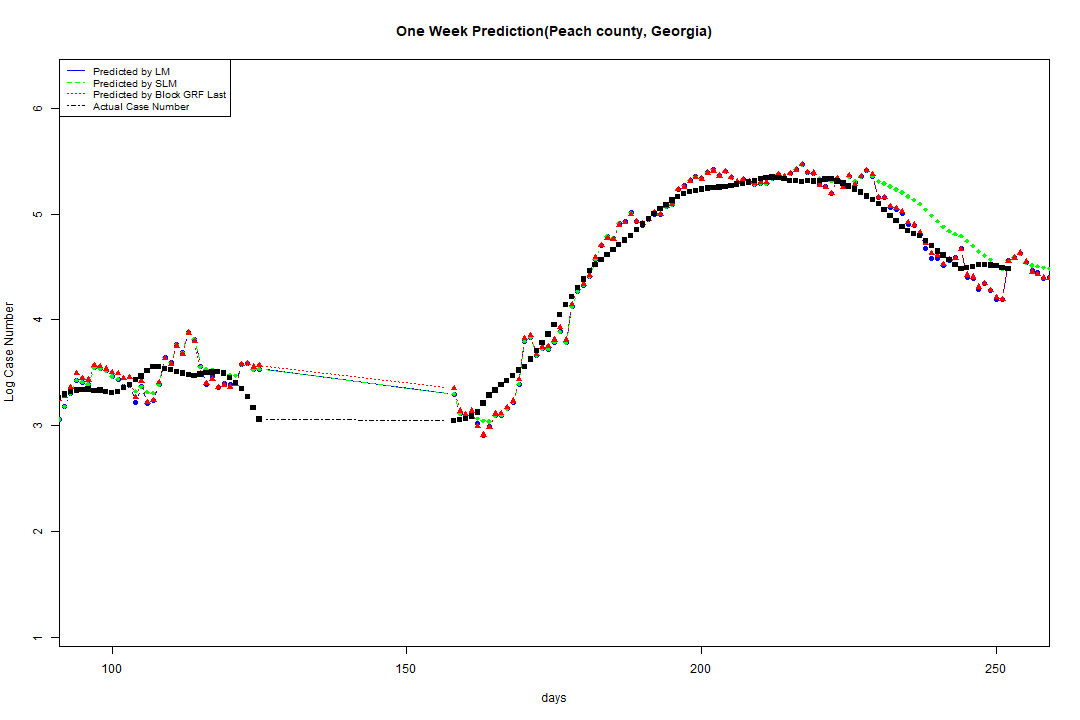 One Week Prediction(Peach county, Georgia)
Predicted by LM
Predicted by SLM
Predicted by Block GRF Last
Actual Case Number
6
5
4
3
2
1
Log Case Number
100
150
200
250
days